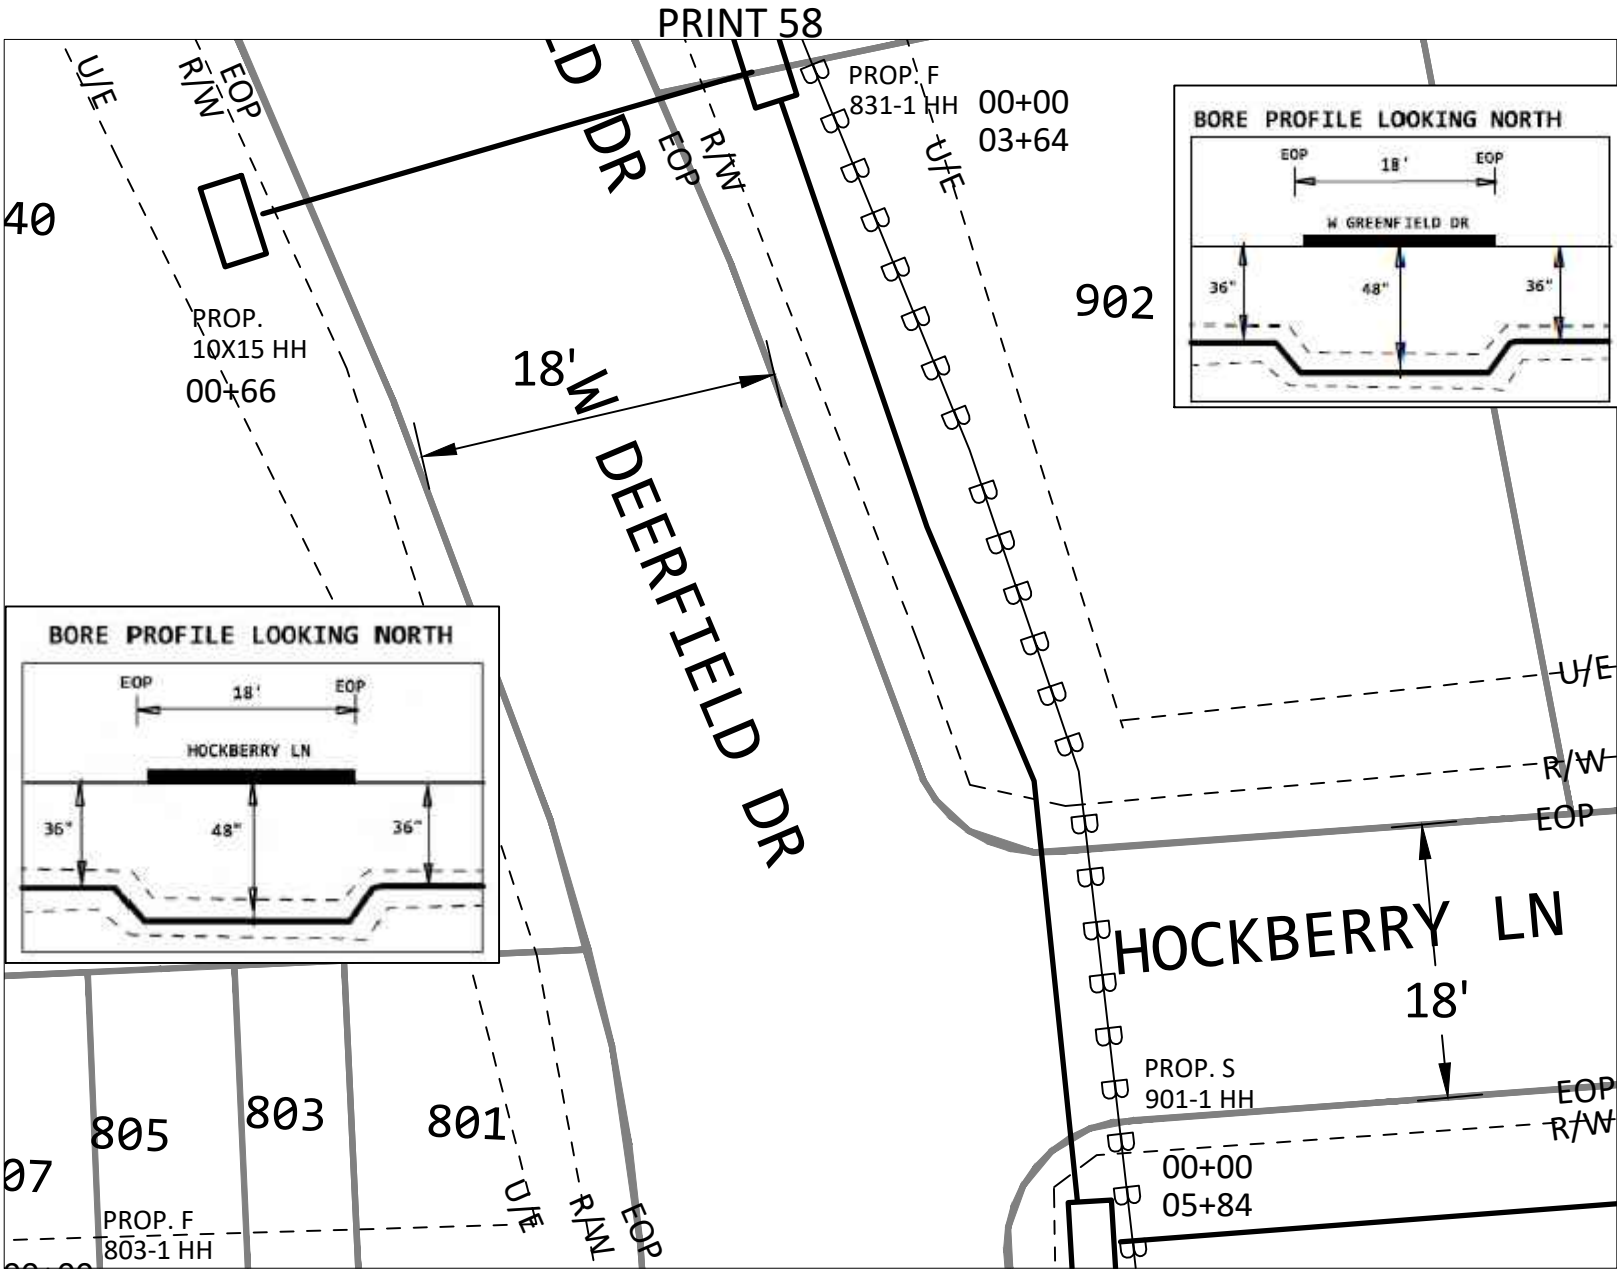 PRINT 58
LD DR
U/E
R/W
EOP
PROP. F
831-1 HH
00+00
03+64
EOP
R/W
U/E
BORE PROFILE LOOKING NORTH
EOP
18'
EOP
W GREENFIELD DR
36"
48"
36"
40
902
PROP.
10X15 HH
00+66
18'
W DEERFIELD DR
BORE PROFILE LOOKING NORTH
EOP
18'
EOP
HOCKBERRY LN
36"
48"
36"
U/E
R/W
EOP
HOCKBERRY LN
18'
PROP. S
901-1 HH
EOP
R/W
00+00
05+84
805
803
801
07
PROP. F
803-1 HH
00+00
U/E
R/W
EOP
B B B B B B B B B B B B B B B B B B B B B B B B